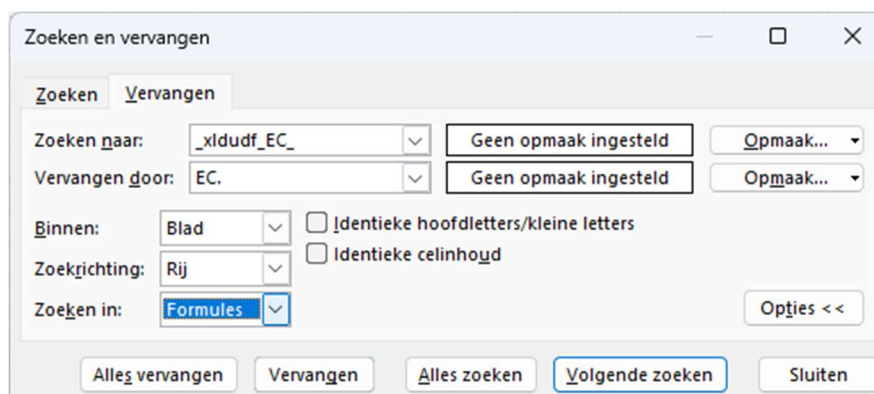 Zoeken en vervangen
Zoeken Vervangen
Zoeken naar: _xldudf_EC_ Geen opmaak ingesteld Opmaak...
Vervangen door: EC. Geen opmaak ingesteld Opmaak...
Binnen: Blad Identieke hoofdletters/kleine letters
Identieke celinhoud
Zoekrichting: Rij
Zoeken in: Formules Opties <<
Alles vervangen Vervangen Alles zoeken Volgende zoeken Sluiten